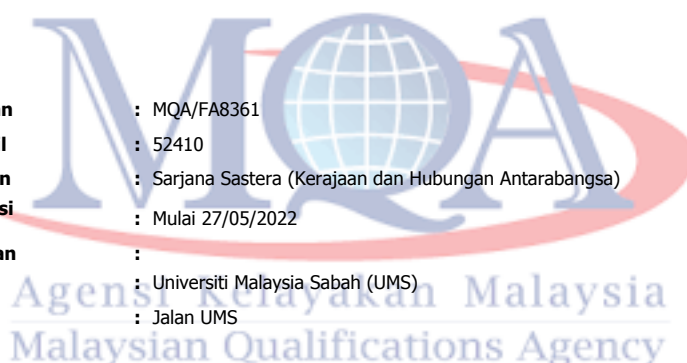 MQA
an : MQA/FA8361
l : 52410
n : Sarjana Sastera (Kerajaan dan Hubungan Antarabangsa)
si : Mulai 27/05/2022
an :
: Universiti Malaysia Sabah (UMS)
Agensi Kelayakan Malaysia
: Jalan UMS
Malaysian Qualifications Agency